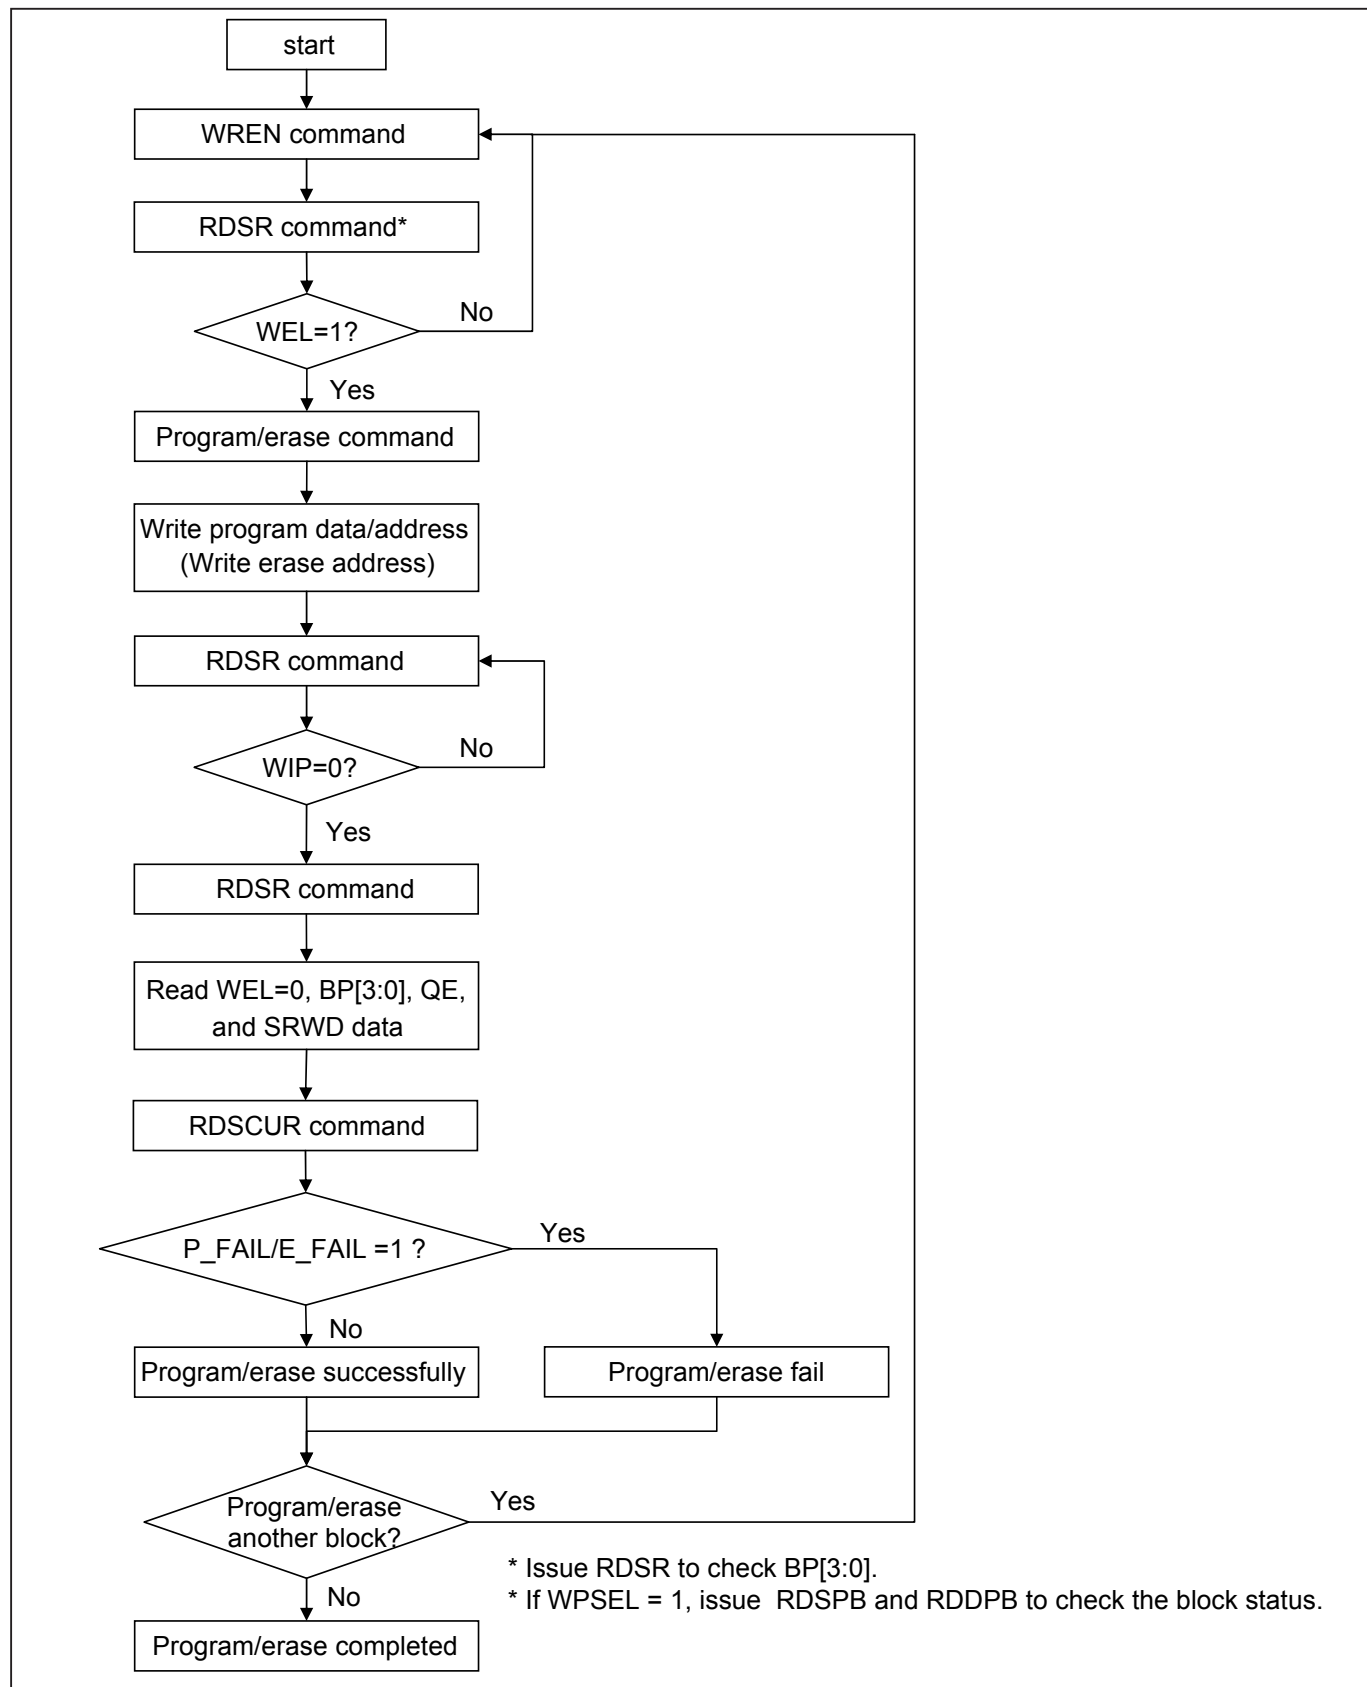 start
WREN command
RDSR command*
WEL=1?
No
Yes
Program/erase command
Write program data/address
(Write erase address)
RDSR command
WIP=0?
No
Yes
RDSR command
Read WEL=0, BP[3:0], QE,
and SRWD data
RDSCUR command
P_FAIL/E_FAIL =1 ?
Yes
No
Program/erase successfully
Program/erase fail
Program/erase
another block?
Yes
* Issue RDSR to check BP[3:0].
* If WPSEL = 1, issue  RDSPB and RDDPB to check the block status.
No
Program/erase completed